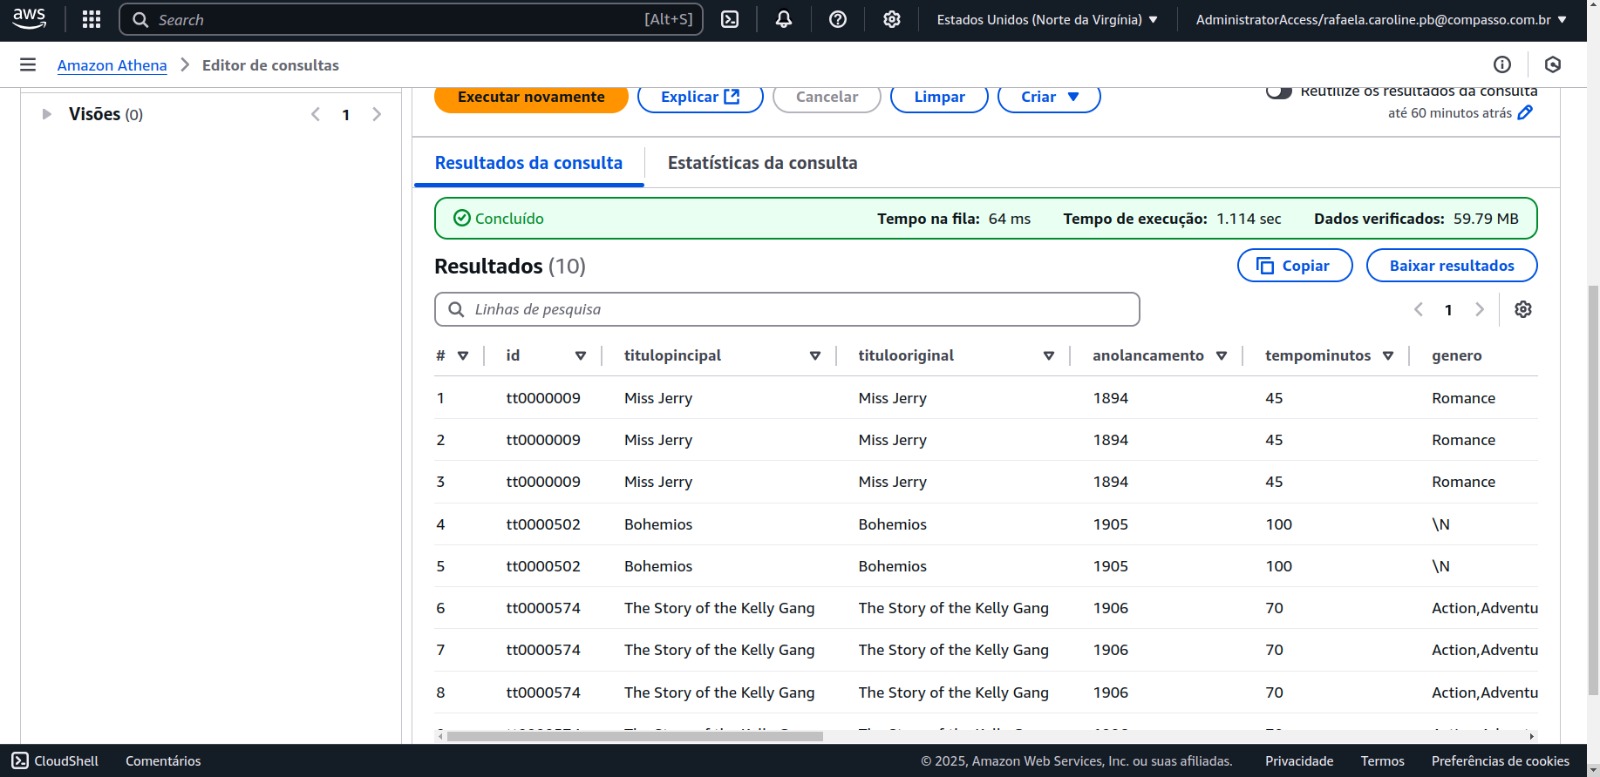 aws Search [Alt+S] Estados Unidos (Norte da Virgínia) AdministratorAccess/rafaela.caroline.pb@compasso.com.br
Amazon Athena > Editor de consultas
Visões (0) 1
Executar novamente Explicar Cancelar Limpar Criar Reutilize os resultados da consulta
até 60 minutos atrás
Resultados da consulta Estatísticas da consulta
Concluído Tempo na fila: 64 ms Tempo de execução: 1.114 sec Dados verificados: 59.79 MB
Resultados (10) Copiar Baixar resultados
Linhas de pesquisa 1
# id titulopincipal titulooriginal anolancamento tempominutos genero
1 tt0000009 Miss Jerry Miss Jerry 1894 45 Romance
2 tt0000009 Miss Jerry Miss Jerry 1894 45 Romance
3 tt0000009 Miss Jerry Miss Jerry 1894 45 Romance
4 tt0000502 Bohemios Bohemios 1905 100 \N
5 tt0000502 Bohemios Bohemios 1905 100 \N
6 tt0000574 The Story of the Kelly Gang The Story of the Kelly Gang 1906 70 Action,Adventu
7 tt0000574 The Story of the Kelly Gang The Story of the Kelly Gang 1906 70 Action,Adventu
8 tt0000574 The Story of the Kelly Gang The Story of the Kelly Gang 1906 70 Action,Adventu
CloudShell Comentários © 2025, Amazon Web Services, Inc. ou suas afiliadas. Privacidade Termos Preferências de cookies